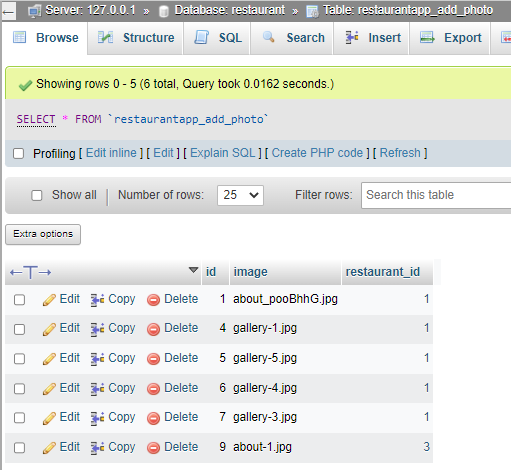 Server: 127.0.0.1 » Database: restaurant » Table: restaurantapp_add_photo
Browse Structure SQL Search Insert Export
Showing rows 0 - 5 (6 total, Query took 0.0162 seconds.)
SELECT * FROM `restaurantapp_add_photo`
Profiling [ Edit inline ] [ Edit ] [ Explain SQL ] [ Create PHP code ] [ Refresh ]
Show all Number of rows: 25 Filter rows: Search this table
Extra options
←T→ id image restaurant_id
Edit Copy Delete 1 about_pooBhhG.jpg 1
Edit Copy Delete 4 gallery-1.jpg 1
Edit Copy Delete 5 gallery-5.jpg 1
Edit Copy Delete 6 gallery-4.jpg 1
Edit Copy Delete 7 gallery-3.jpg 1
Edit Copy Delete 9 about-1.jpg 3